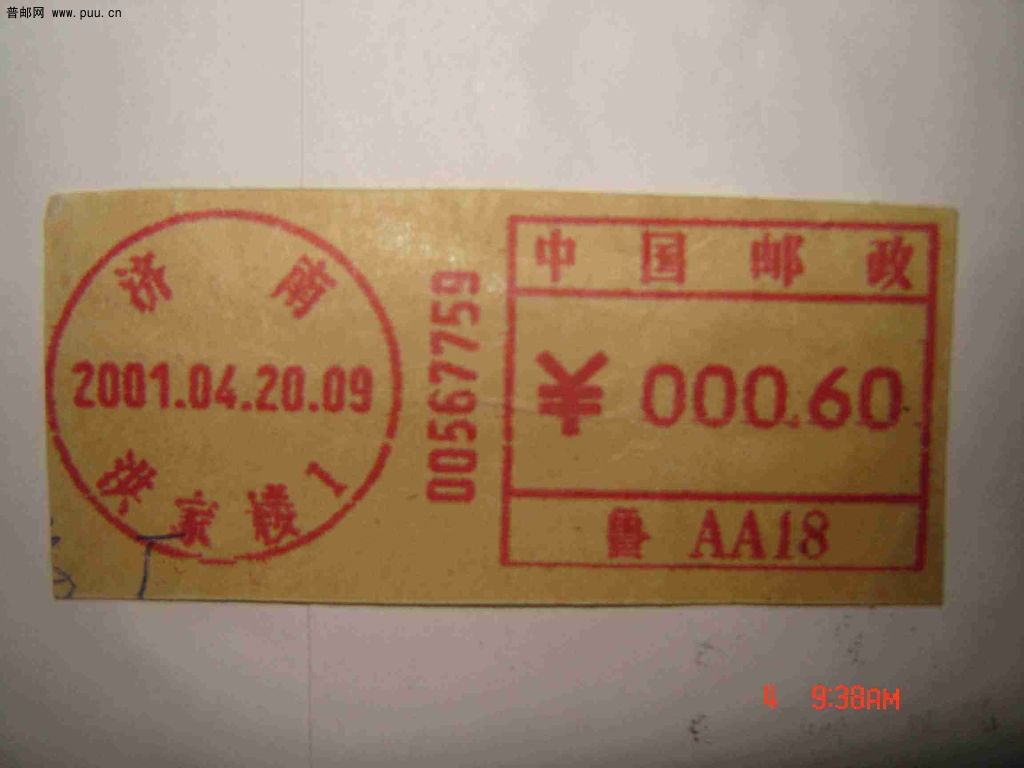 普邮网 www.puu.cn
济南
2001.04.20.09
洪家楼1
00567759
中国邮政
¥ 000.60
鲁 AA18
4 9:38AM